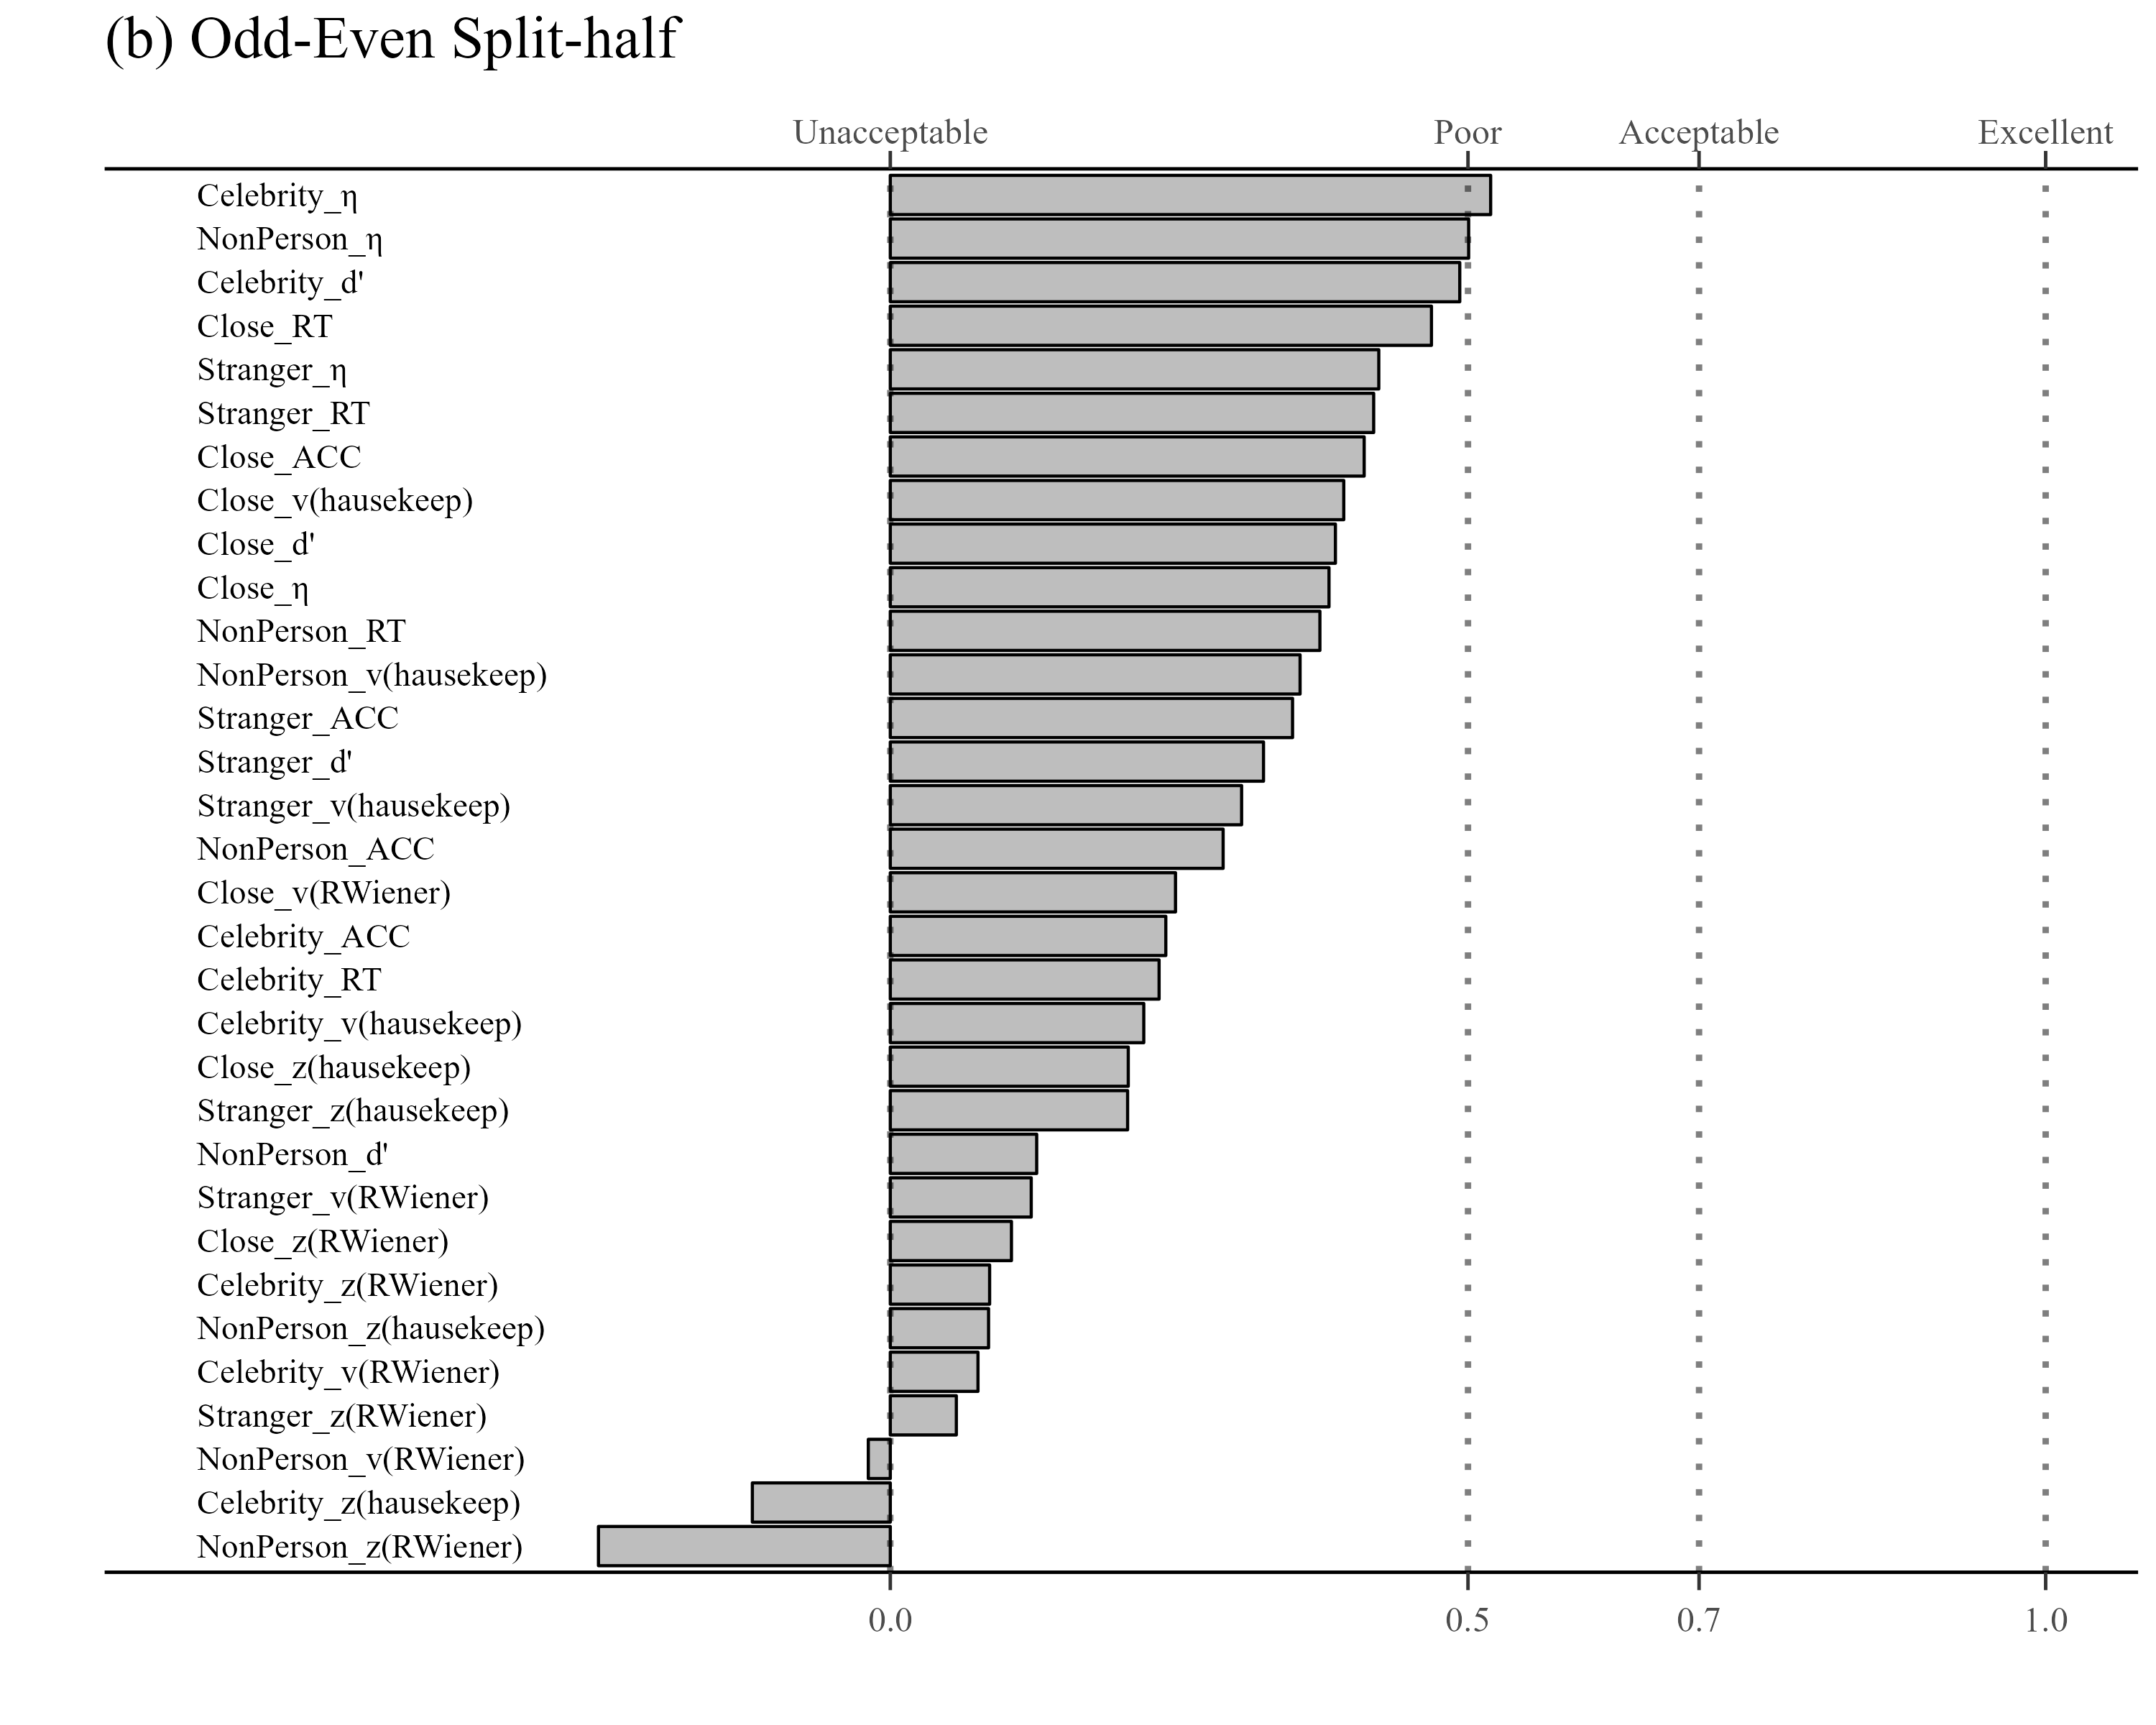 (b) Odd-Even Split-half
Unacceptable Poor Acceptable Excellent
Celebrity_η
NonPerson_η
Celebrity_d'
Close_RT
Stranger_η
Stranger_RT
Close_ACC
Close_v(hausekeep)
Close_d'
Close_η
NonPerson_RT
NonPerson_v(hausekeep)
Stranger_ACC
Stranger_d'
Stranger_v(hausekeep)
NonPerson_ACC
Close_v(RWiener)
Celebrity_ACC
Celebrity_RT
Celebrity_v(hausekeep)
Close_z(hausekeep)
Stranger_z(hausekeep)
NonPerson_d'
Stranger_v(RWiener)
Close_z(RWiener)
Celebrity_z(RWiener)
NonPerson_z(hausekeep)
Celebrity_v(RWiener)
Stranger_z(RWiener)
NonPerson_v(RWiener)
Celebrity_z(hausekeep)
NonPerson_z(RWiener)
0.0 0.5 0.7 1.0